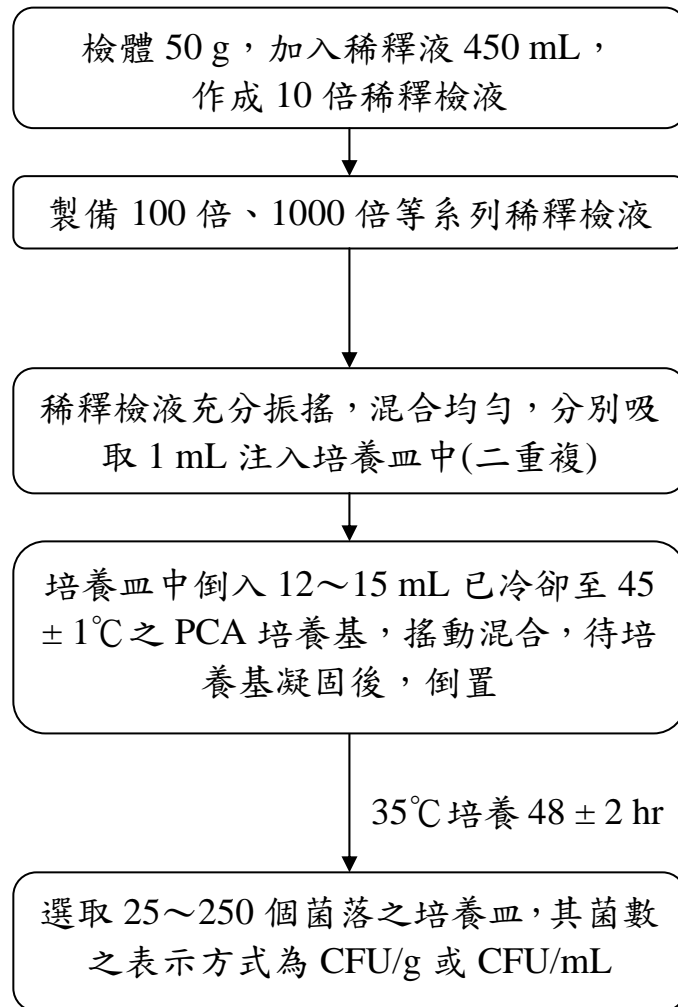 檢體 50 g，加入稀釋液 450 mL，
作成 10 倍稀釋檢液
製備 100 倍、1000 倍等系列稀釋檢液
稀釋檢液充分振搖，混合均勻，分別吸
取 1 mL 注入培養皿中(二重複)
培養皿中倒入 12～15 mL 已冷卻至 45
± 1℃之 PCA 培養基，搖動混合，待培
養基凝固後，倒置
35℃培養 48 ± 2 hr
選取 25～250 個菌落之培養皿，其菌數
之表示方式為 CFU/g 或 CFU/mL